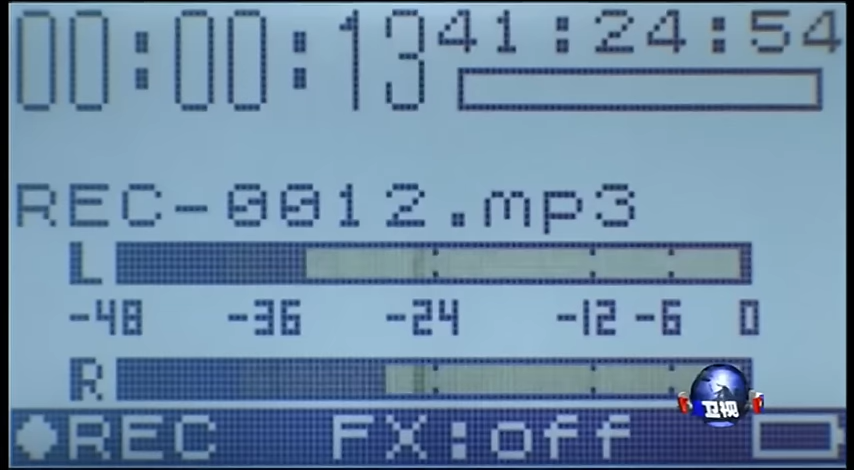 00:00:13 41:24:54
REC-0012.mp3
L
-48 -36 -24 -12 -6 0
R
REC FX:off
卫视